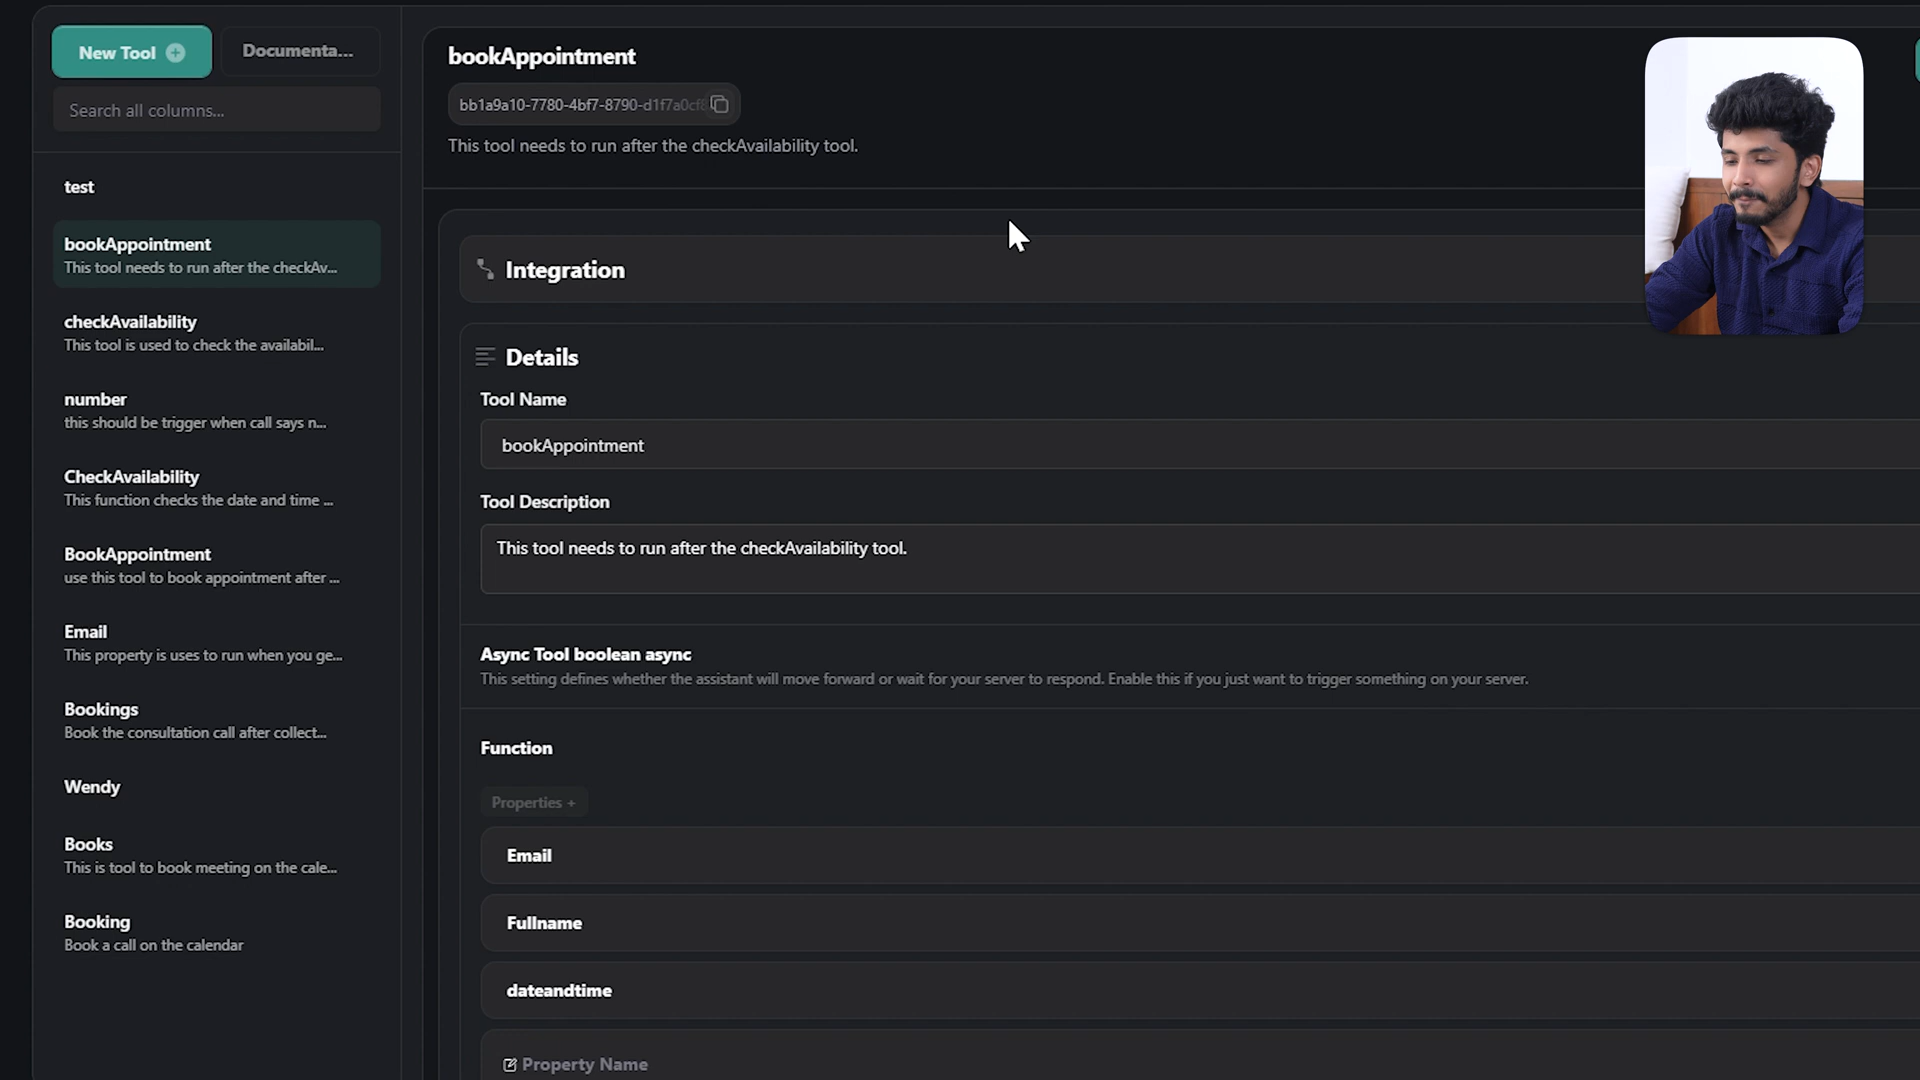 New Tool
Documenta...
Search all columns...
test
bookAppointment
This tool needs to run after the checkAv...
checkAvailability
This tool is used to check the availabil...
number
this should be trigger when call says n...
CheckAvailability
This function checks the date and time ...
BookAppointment
use this tool to book appointment after ...
Email
This property is uses to run when you ge...
Bookings
Book the consultation call after collect...
Wendy
Books
This is tool to book meeting on the cale...
Booking
Book a call on the calendar
bookAppointment
bb1a9a10-7780-4bf7-8790-d1f7a0cf8
This tool needs to run after the checkAvailability tool.
Integration
Details
Tool Name
bookAppointment
Tool Description
This tool needs to run after the checkAvailability tool.
Async Tool boolean async
This setting defines whether the assistant will move forward or wait for your server to respond. Enable this if you just want to trigger something on your server.
Function
Properties +
Email
Fullname
dateandtime
Property Name